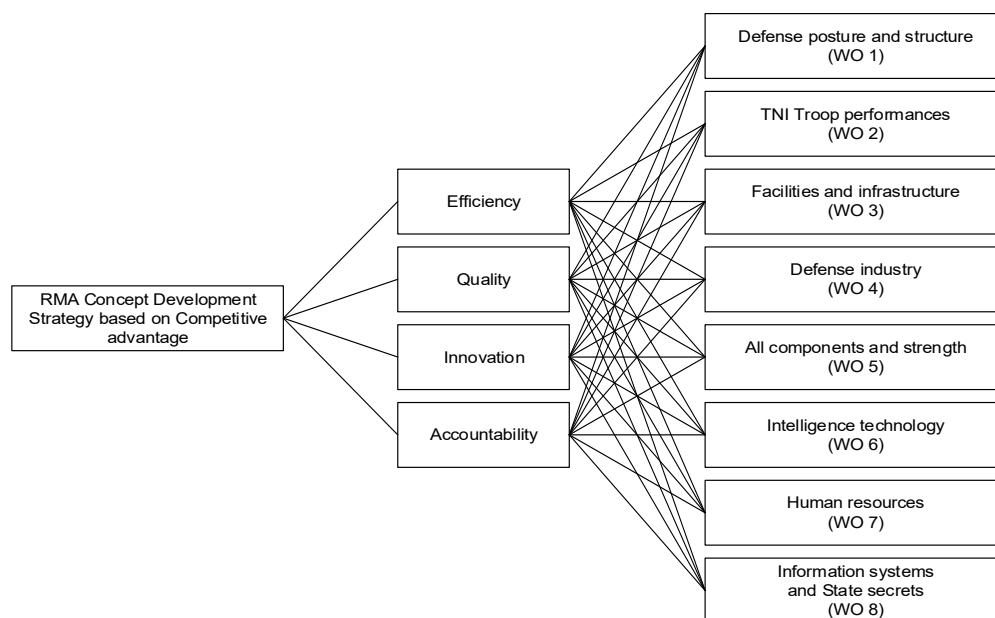 RMA Concept Development
Strategy based on Competitive
advantage
Efficiency
Quality
Innovation
Accountability
Defense posture and structure
(WO 1)
TNI Troop performances
(WO 2)
Facilities and infrastructure
(WO 3)
Defense industry
(WO 4)
All components and strength
(WO 5)
Intelligence technology
(WO 6)
Human resources
(WO 7)
Information systems
and State secrets
(WO 8)